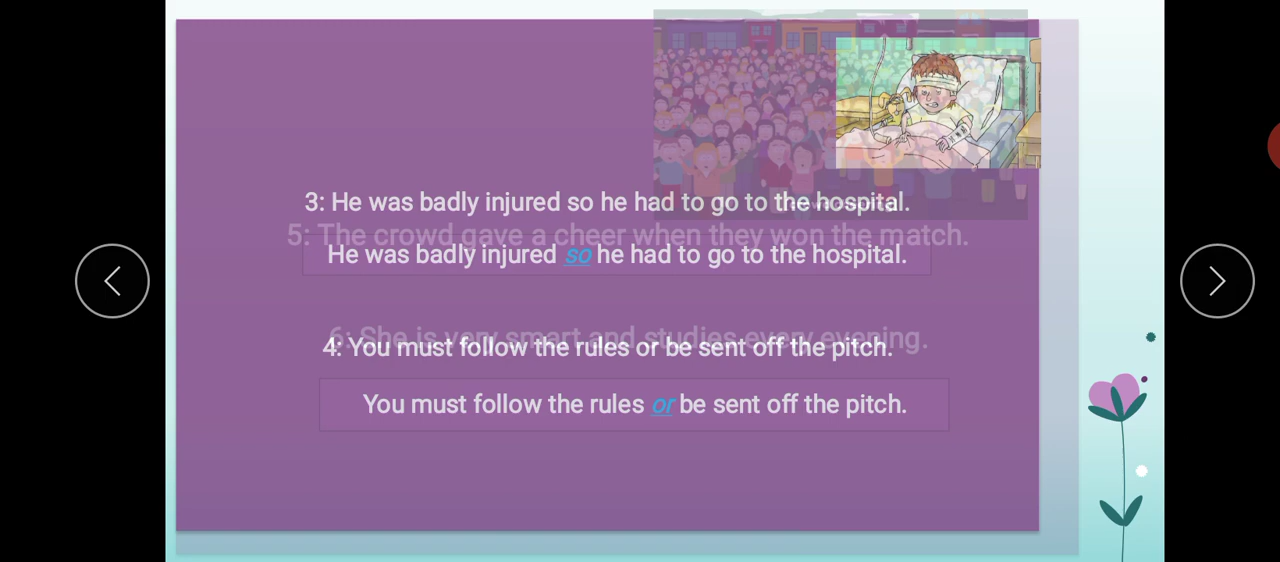 3: He was badly injured so he had to go to the hospital.
5: The crowd gave a cheer when they won the match.
He was badly injured so he had to go to the hospital.
6: She is very smart and studies every evening.
4: You must follow the rules or be sent off the pitch.
You must follow the rules or be sent off the pitch.